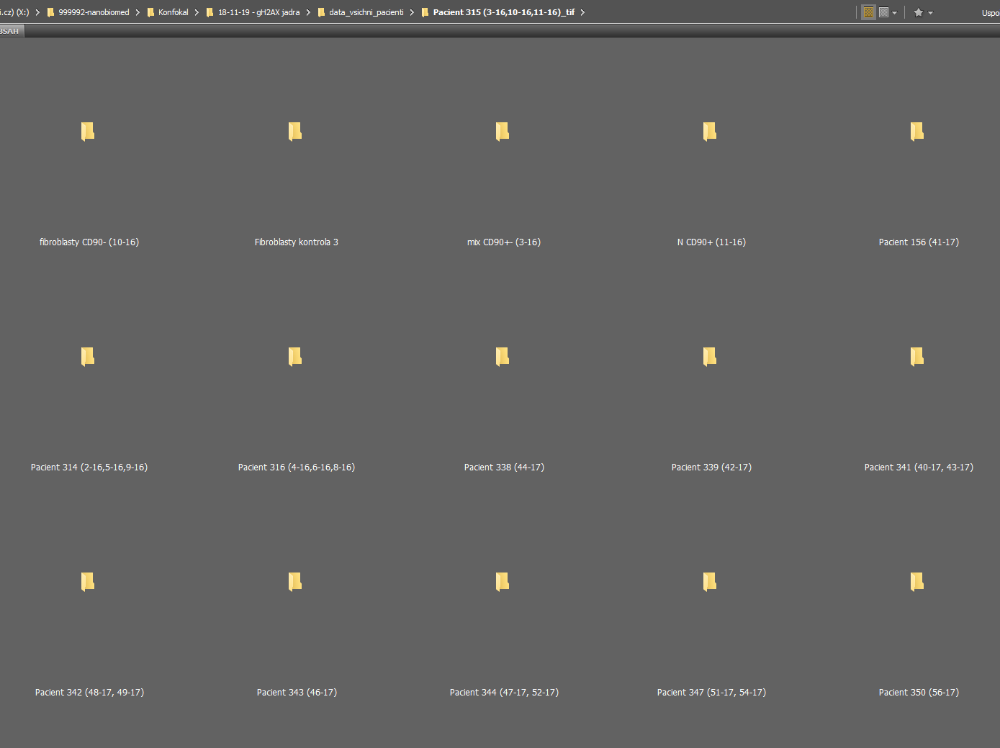 i.cz) (X:) 999992-nanobiomed Konfokal 18-11-19 - gH2AX jadra data_vsichni_pacienti Pacient 315 (3-16,10-16,11-16)_tif Uspo
BSAH
fibroblasty CD90- (10-16) Fibroblasty kontrola 3 mix CD90+- (3-16) N CD90+ (11-16) Pacient 156 (41-17)
Pacient 314 (2-16,5-16,9-16) Pacient 316 (4-16,6-16,8-16) Pacient 338 (44-17) Pacient 339 (42-17) Pacient 341 (40-17, 43-17)
Pacient 342 (48-17, 49-17) Pacient 343 (46-17) Pacient 344 (47-17, 52-17) Pacient 347 (51-17, 54-17) Pacient 350 (56-17)